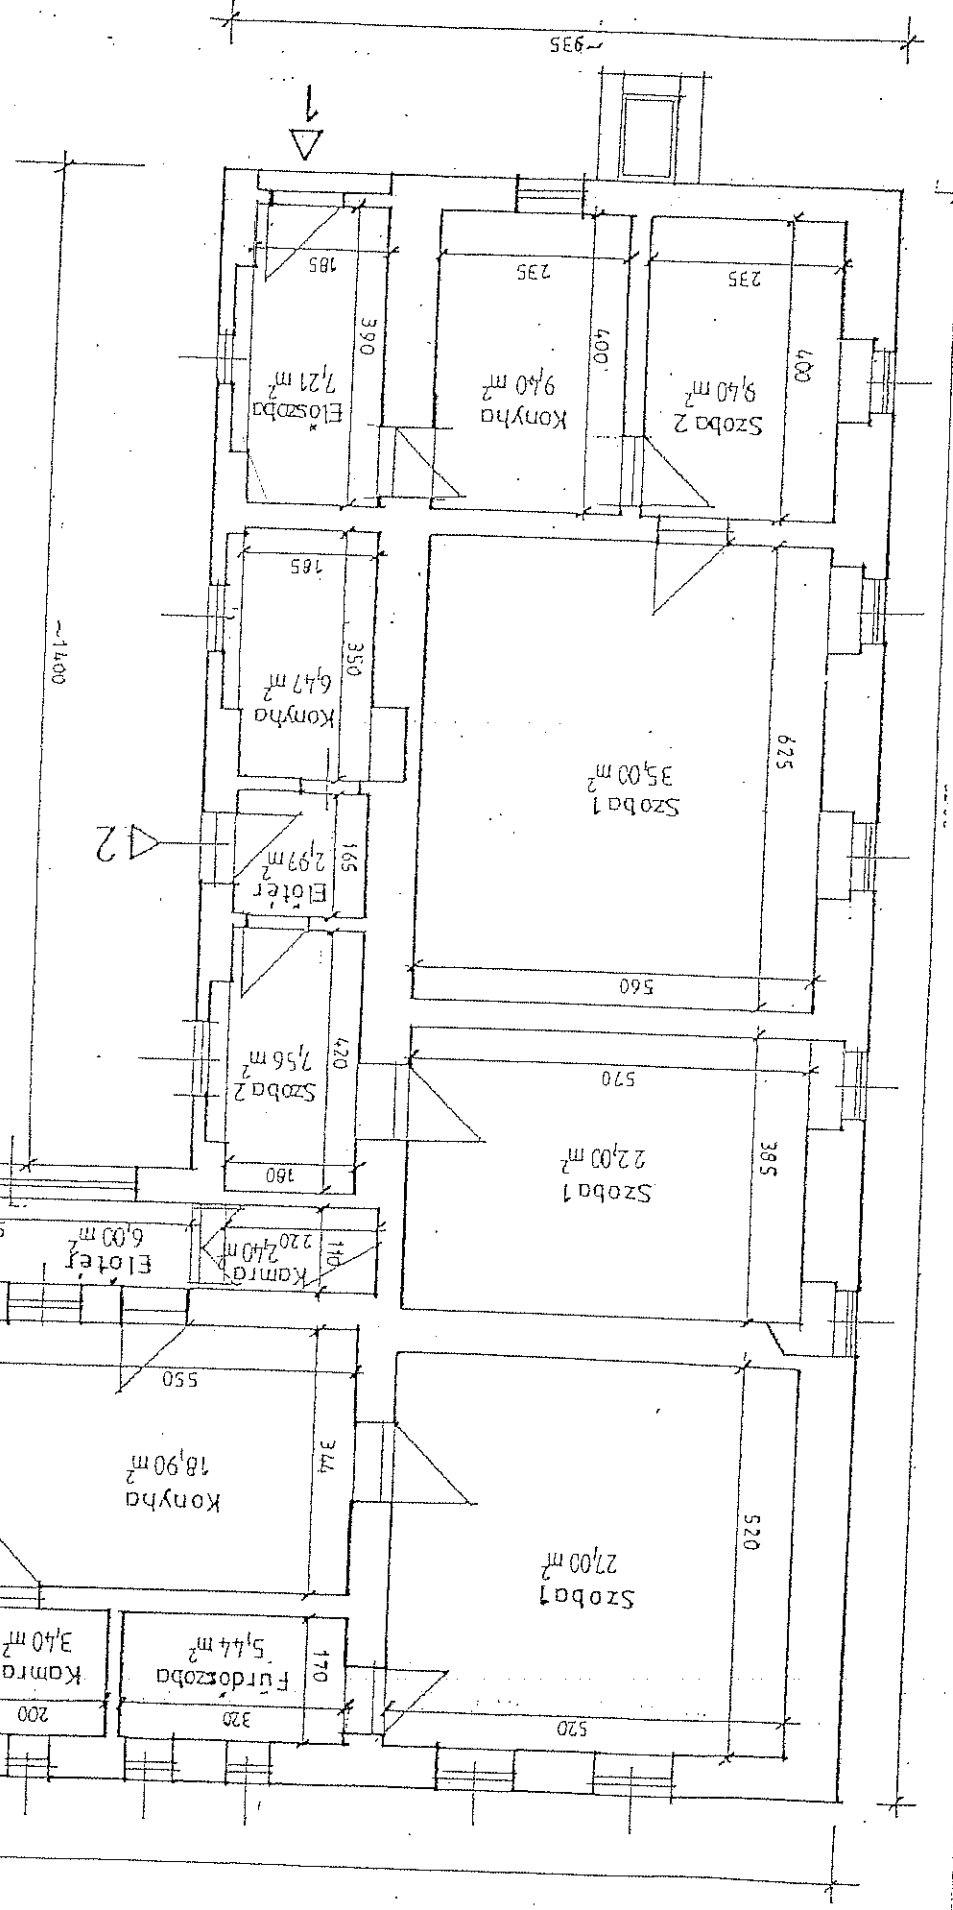 ~935
1
~1400
185
390
Előszoba
7,21 m²
235
400
Konyha
9,40 m²
235
400
Szoba 2
9,40 m²
185
350
Konyha
6,47 m²
625
Szoba 1
35,00 m²
560
2
165
Előtér
2,97 m²
420
Szoba 2
7,56 m²
180
570
385
Szoba 1
22,00 m²
Előtér
6,00 m²
110
220
Kamra
2,40 m
550
344
Konyha
18,90 m²
520
Szoba 1
27,00 m²
520
170
Fürdőszoba
5,44 m²
320
Kamra
3,40 m²
200